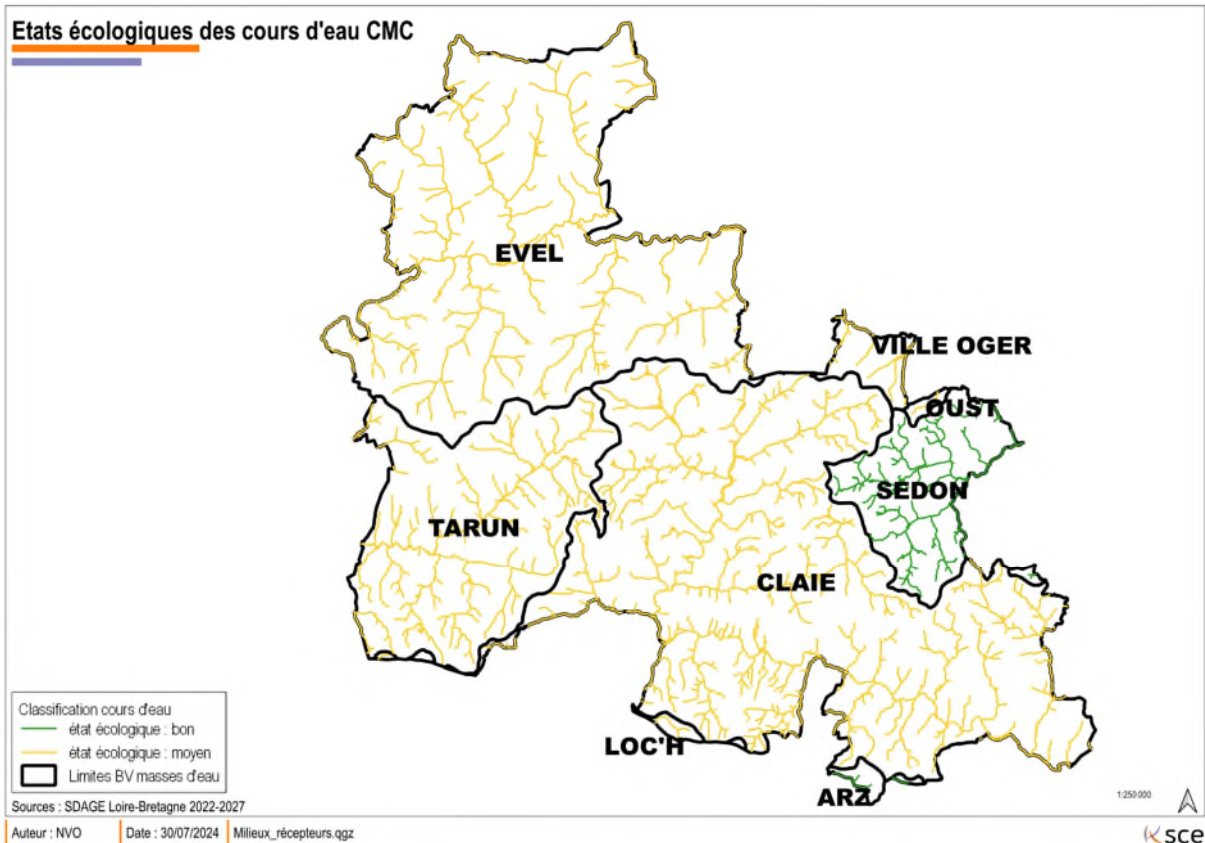 Etats écologiques des cours d'eau CMC
EVEL
VILLE OGER
OUST
SEDON
TARUN
CLAIE
LOC'H
ARZ
Classification cours d'eau
état écologique : bon
état écologique : moyen
Limites BV masses d'eau
Sources : SDAGE Loire-Bretagne 2022-2027
1:250 000
Auteur : NVO
Date : 30/07/2024
Milieux_récepteurs.qgz
sce